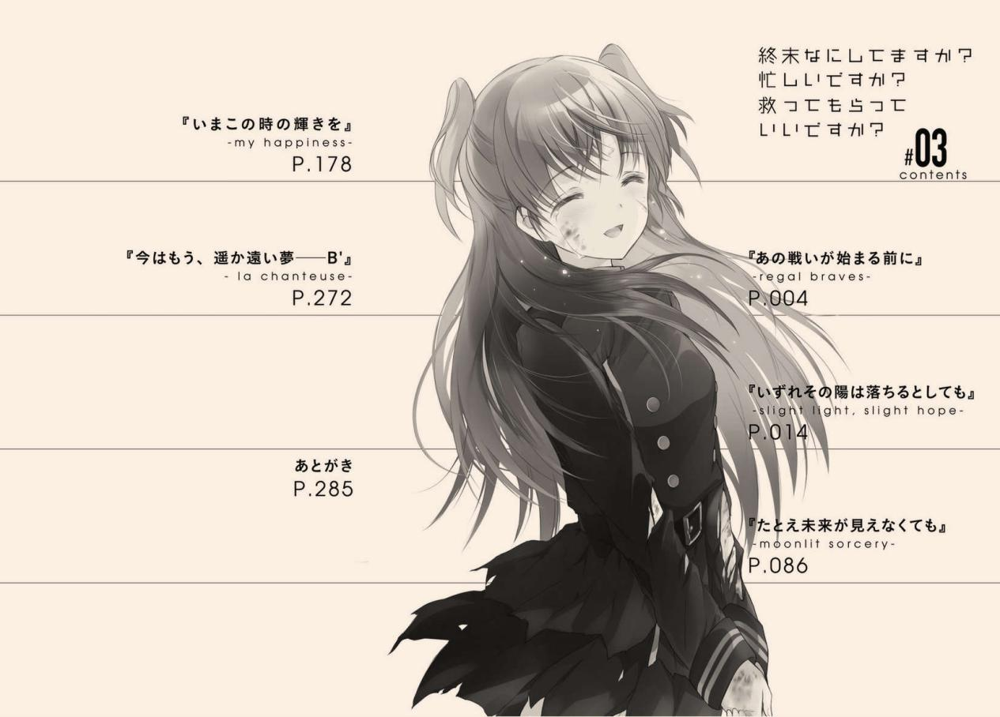 終末なにしてますか?
忙しいですか?
救ってもらって
いいですか?
#03
contents
『あの戦いが始まる前に』
-regal braves-
P.004
『いずれその陽は落ちるとしても』
-slight light, slight hope-
P.014
『たとえ未来が見えなくても』
-moonlit sorcery-
P.086
『いまこの時の輝きを』
-my happiness-
P.178
『今はもう、遥か遠い夢──B'』
- la chanteuse-
P.272
あとがき
P.285